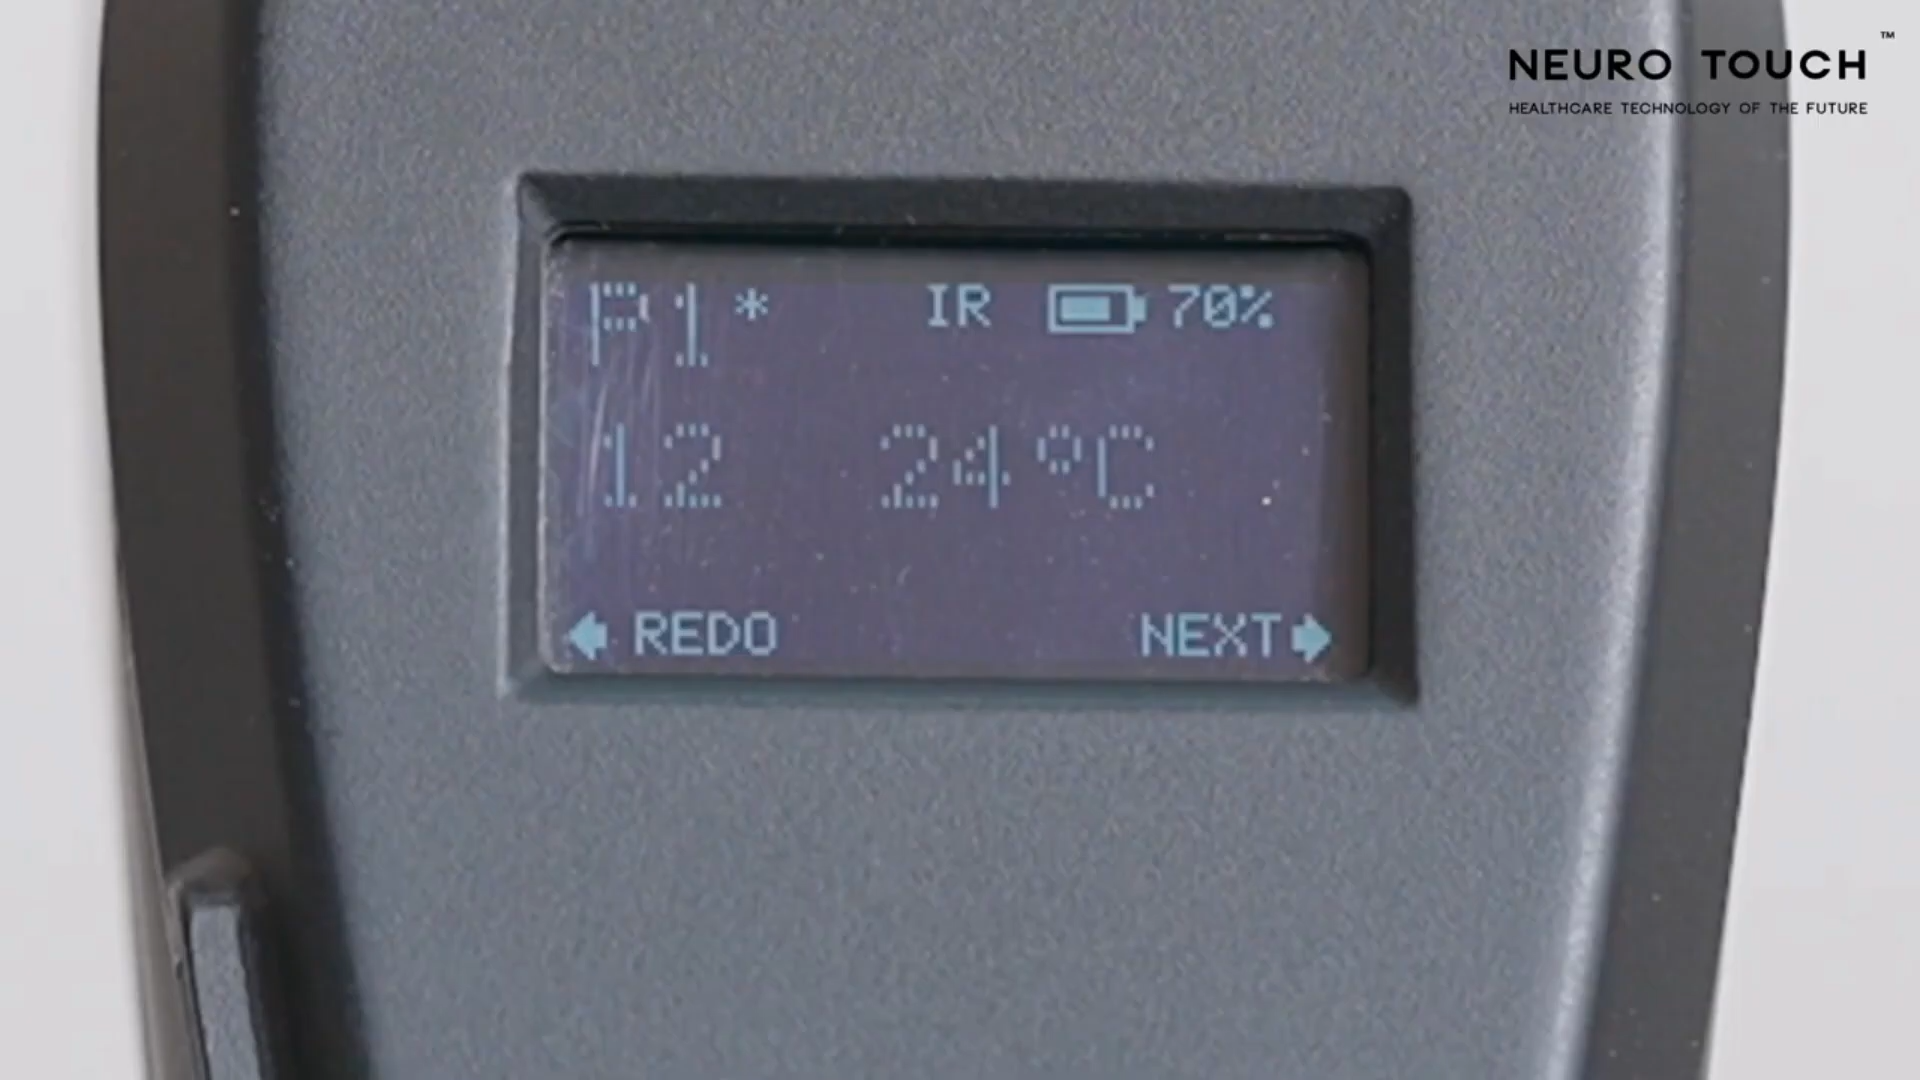 NEURO TOUCH ™
HEALTHCARE TECHNOLOGY OF THE FUTURE
P1* IR 70%
12 24°C
REDO NEXT